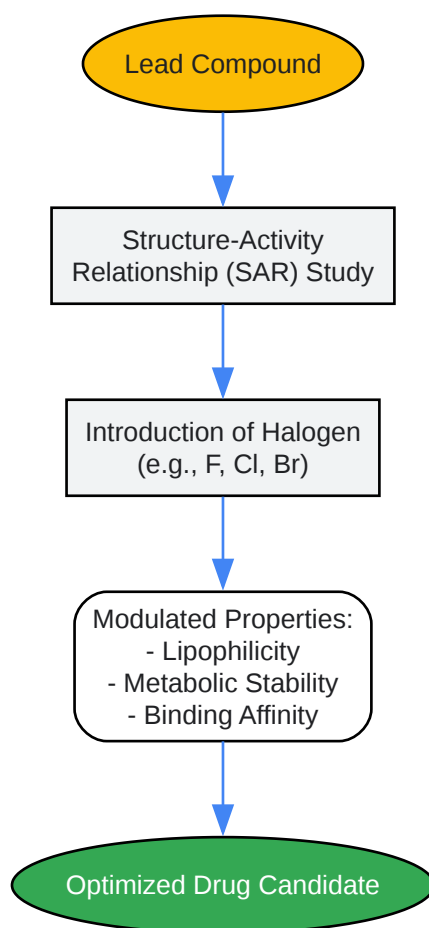 Lead Compound
Structure-Activity
Relationship (SAR) Study
Introduction of Halogen
(e.g., F, Cl, Br)
Modulated Properties:
- Lipophilicity
- Metabolic Stability
- Binding Affinity
Optimized Drug Candidate